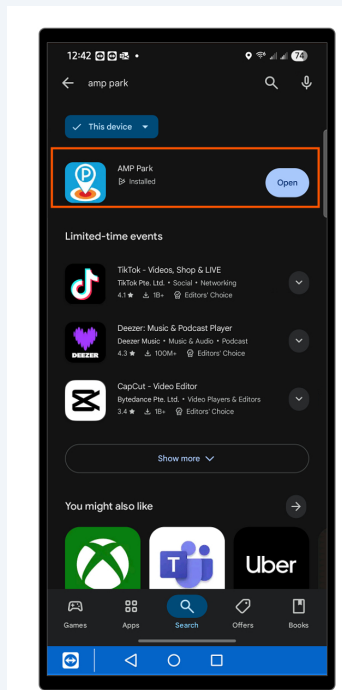 12:42
74
amp park
This device
AMP Park
Installed
Open
Limited-time events
TikTok - Videos, Shop & LIVE
TikTok Pte. Ltd. • Social • Networking
4.1★ 1B+ Editors' Choice
Deezer: Music & Podcast Player
Deezer Music • Music & Audio • Podcast
4.3★ 100M+ Editors' Choice
DEEZER
CapCut - Video Editor
Bytedance Pte. Ltd. • Video Players & Editors
3.4★ 1B+ Editors' Choice
Show more
You might also like
Uber
Games Apps Search Offers Books